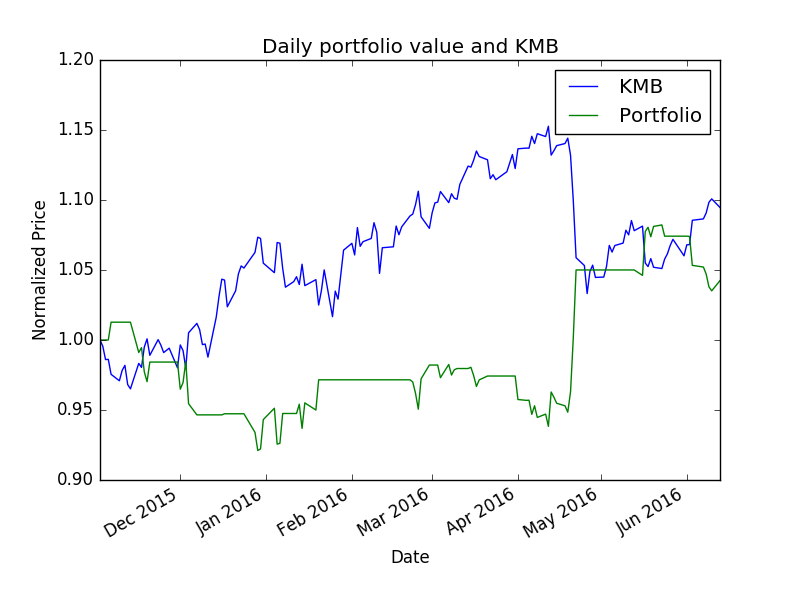 Daily portfolio value and KMB
KMB
Portfolio
1.20
1.15
1.10
1.05
1.00
0.95
0.90
Normalized Price
Dec 2015
Jan 2016
Feb 2016
Mar 2016
Apr 2016
May 2016
Jun 2016
Date